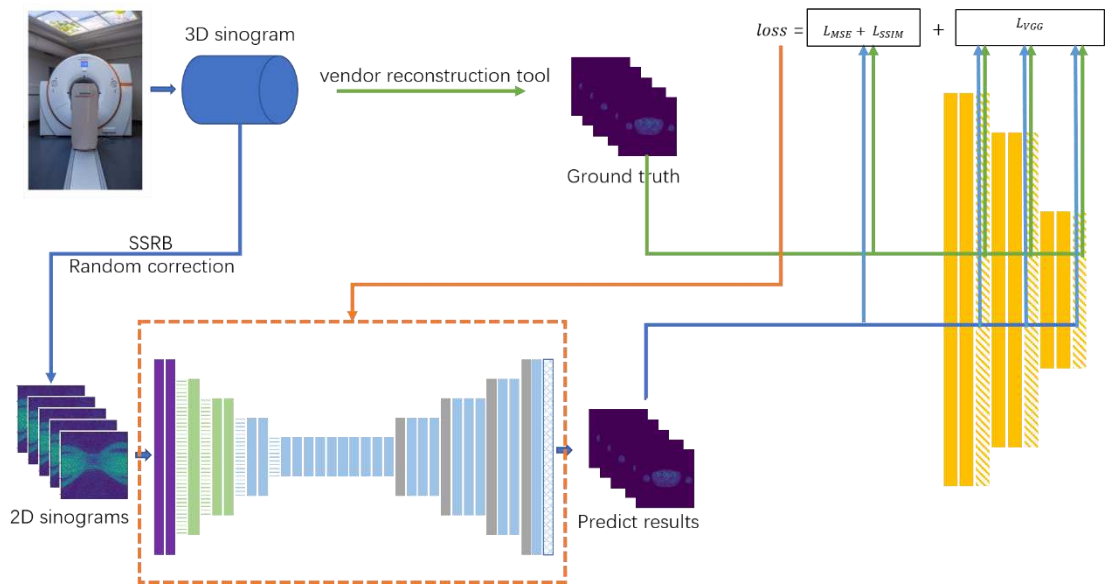 3D sinogram
vendor reconstruction tool
Ground truth
loss = L_MSE + L_SSIM + L_VGG
SSRB
Random correction
2D sinograms
Predict results